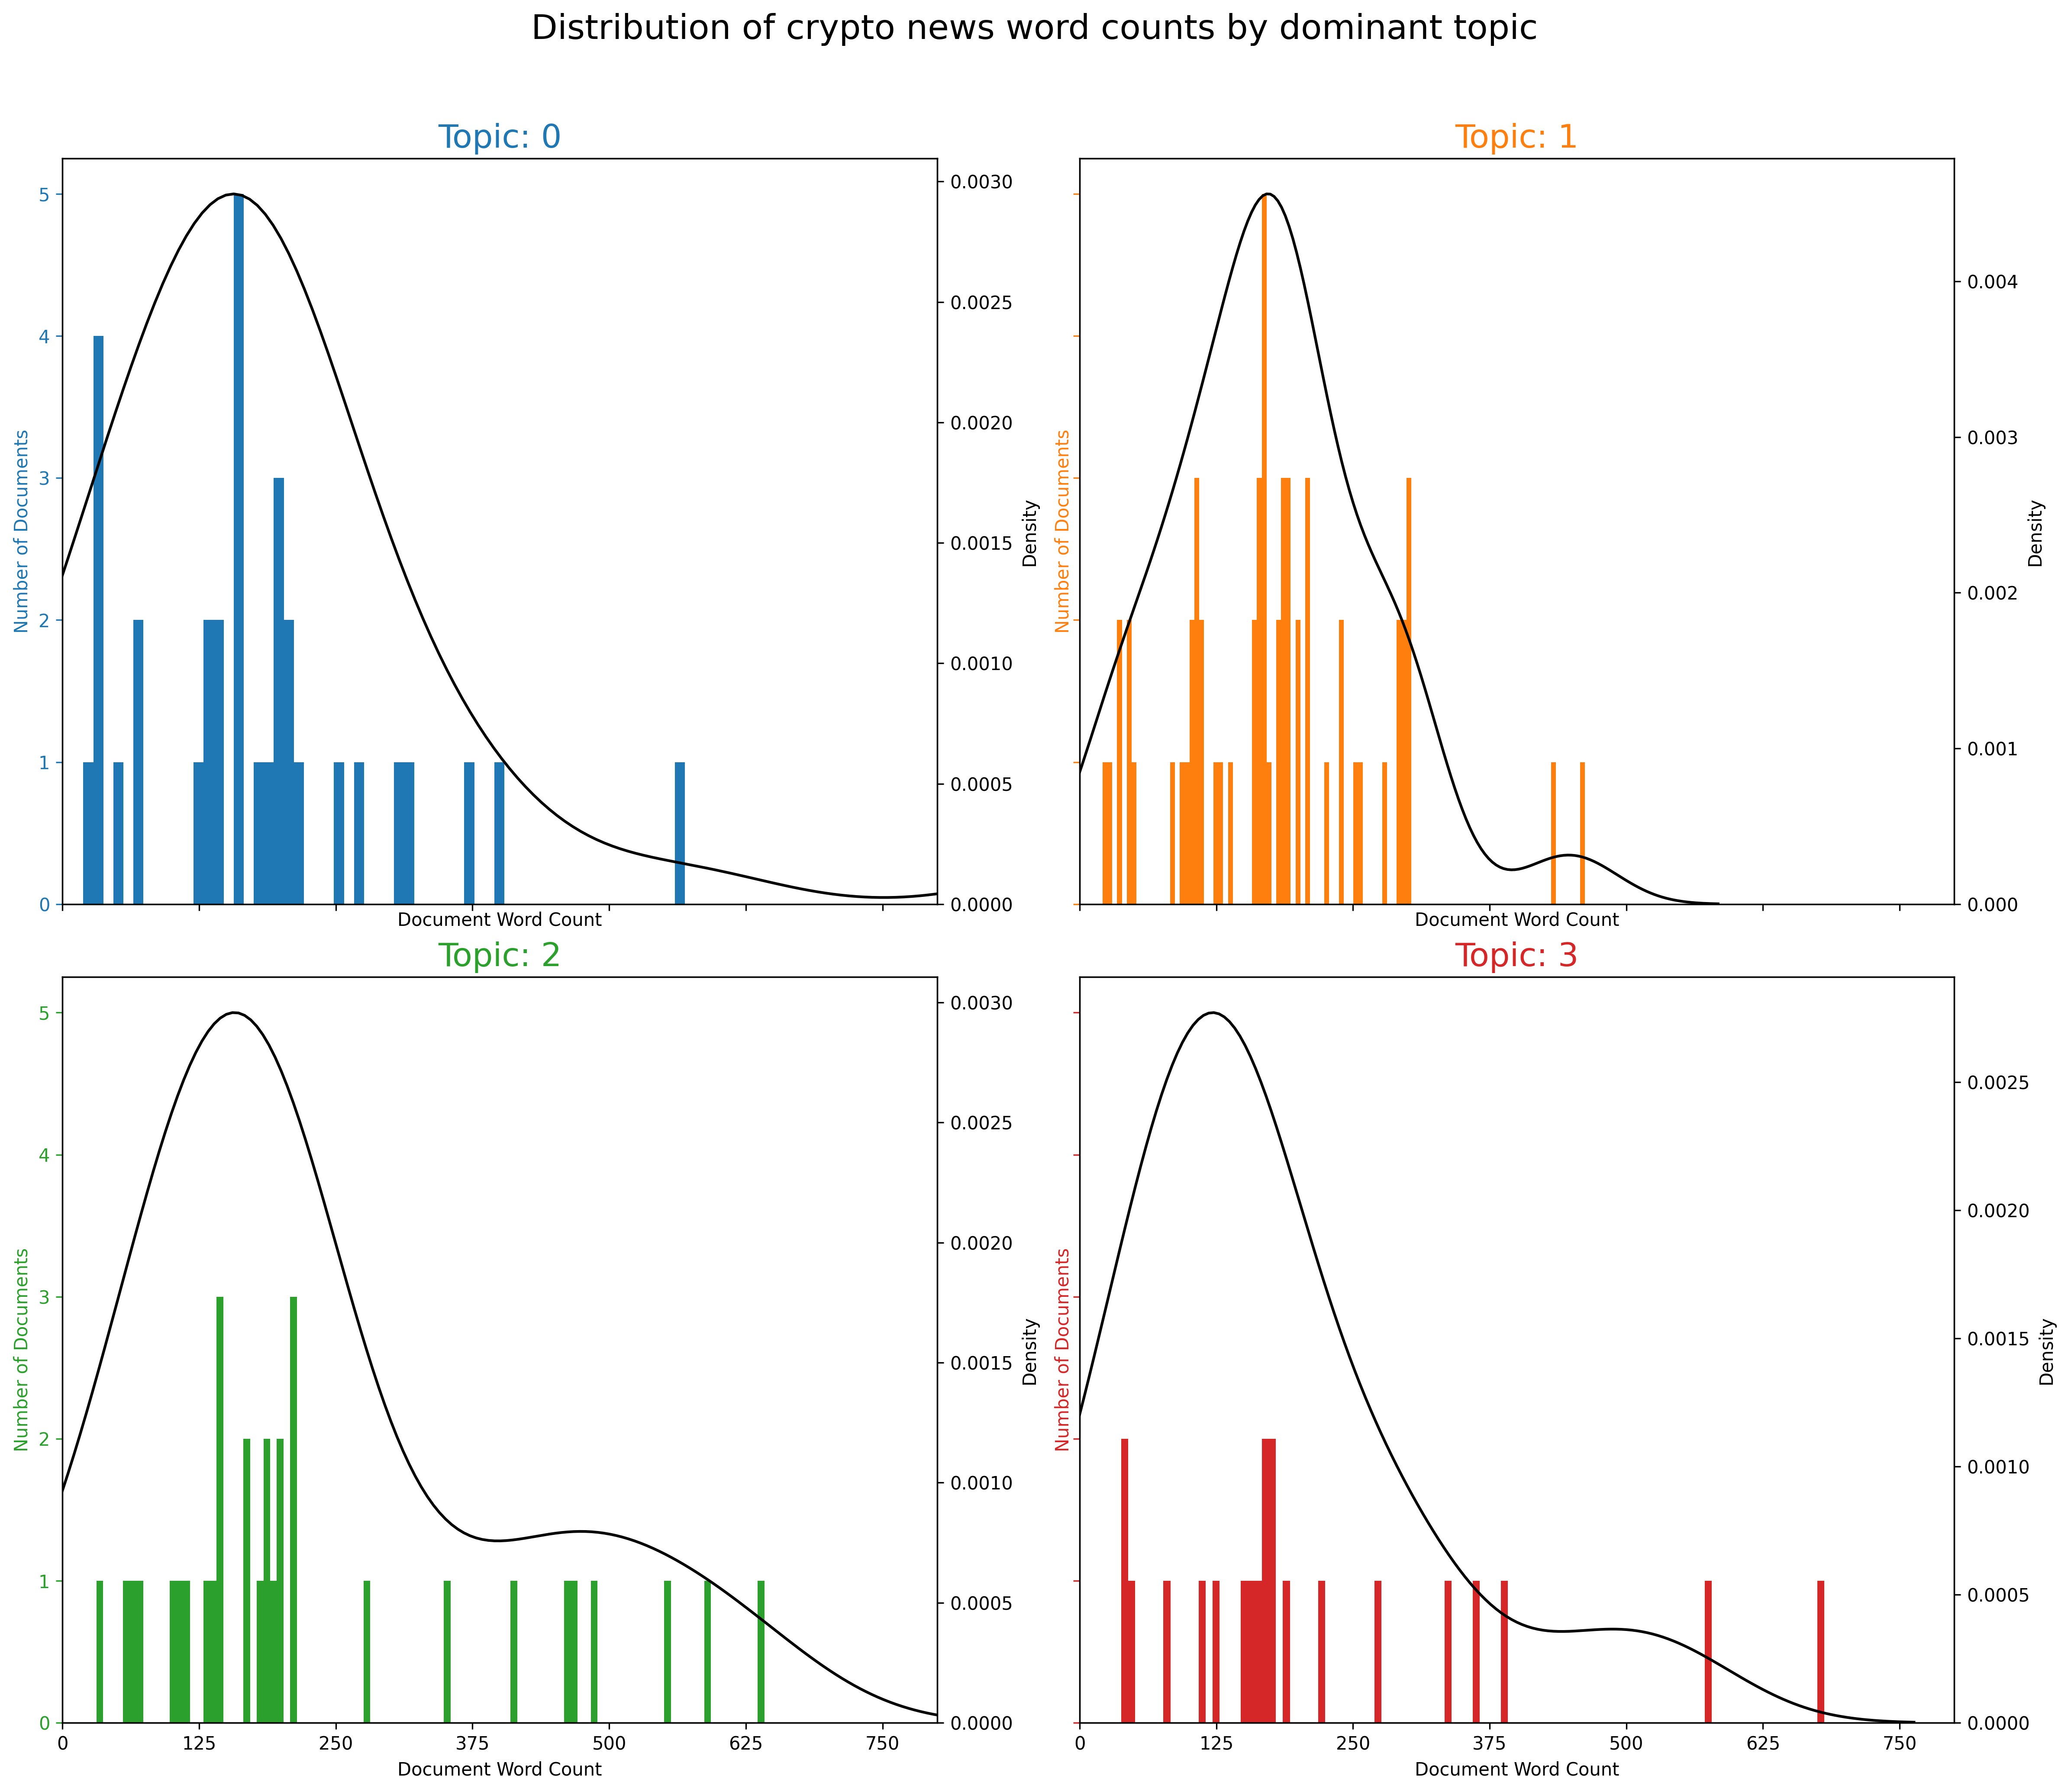 Distribution of crypto news word counts by dominant topic
Topic: 0
Number of Documents
5
4
3
2
1
0
0.0030
0.0025
0.0020
0.0015
0.0010
0.0005
0.0000
Density
Document Word Count
Topic: 1
Number of Documents
0.004
0.003
0.002
0.001
0.000
Density
Document Word Count
Topic: 2
Number of Documents
5
4
3
2
1
0
0.0030
0.0025
0.0020
0.0015
0.0010
0.0005
0.0000
Density
0 125 250 375 500 625 750
Document Word Count
Topic: 3
Number of Documents
0.0025
0.0020
0.0015
0.0010
0.0005
0.0000
Density
0 125 250 375 500 625 750
Document Word Count